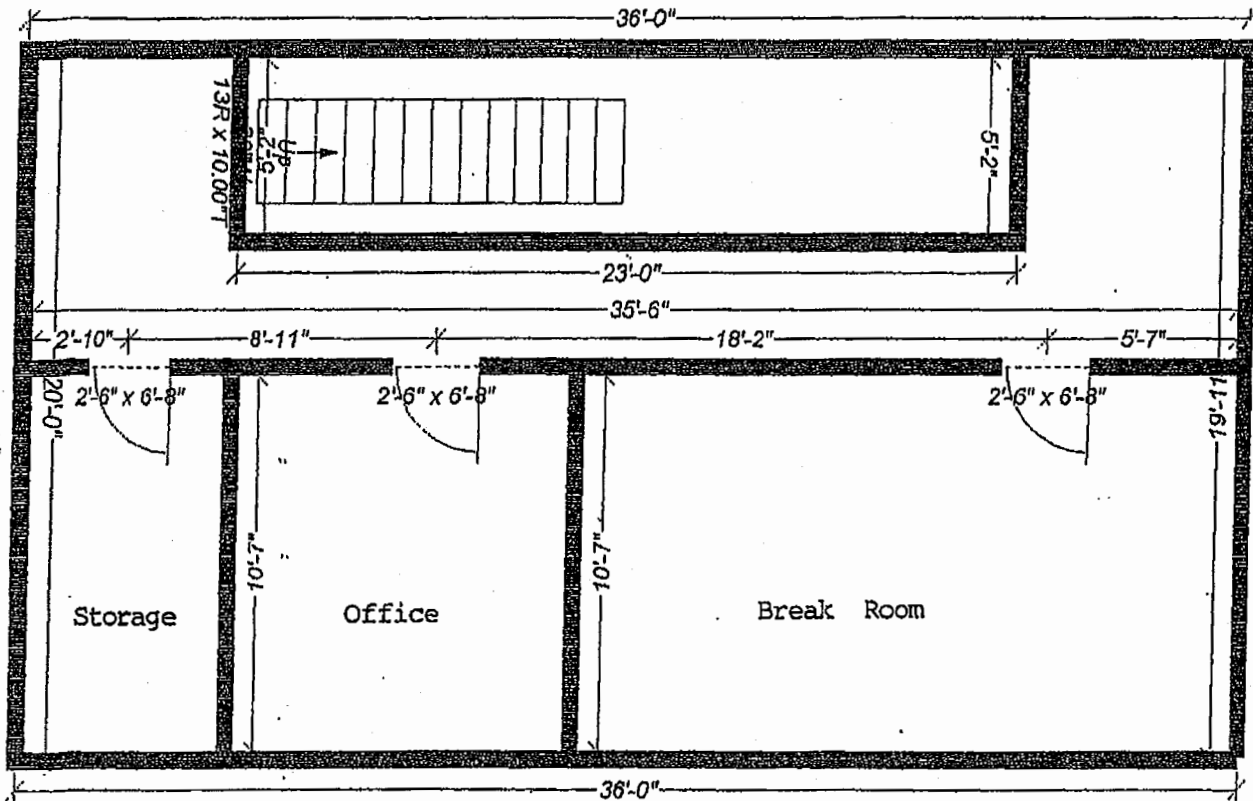 36'-0"
13R x 10.00"T
5'-2"
Up
5'-2"
23'-0"
35'-6"
2'-10"
8'-11"
18'-2"
5'-7"
2'-6" x 6'-8"
2'-6" x 6'-8"
2'-6" x 6'-8"
20'-0"
19'-11"
10'-7"
10'-7"
Storage
Office
Break Room
36'-0"